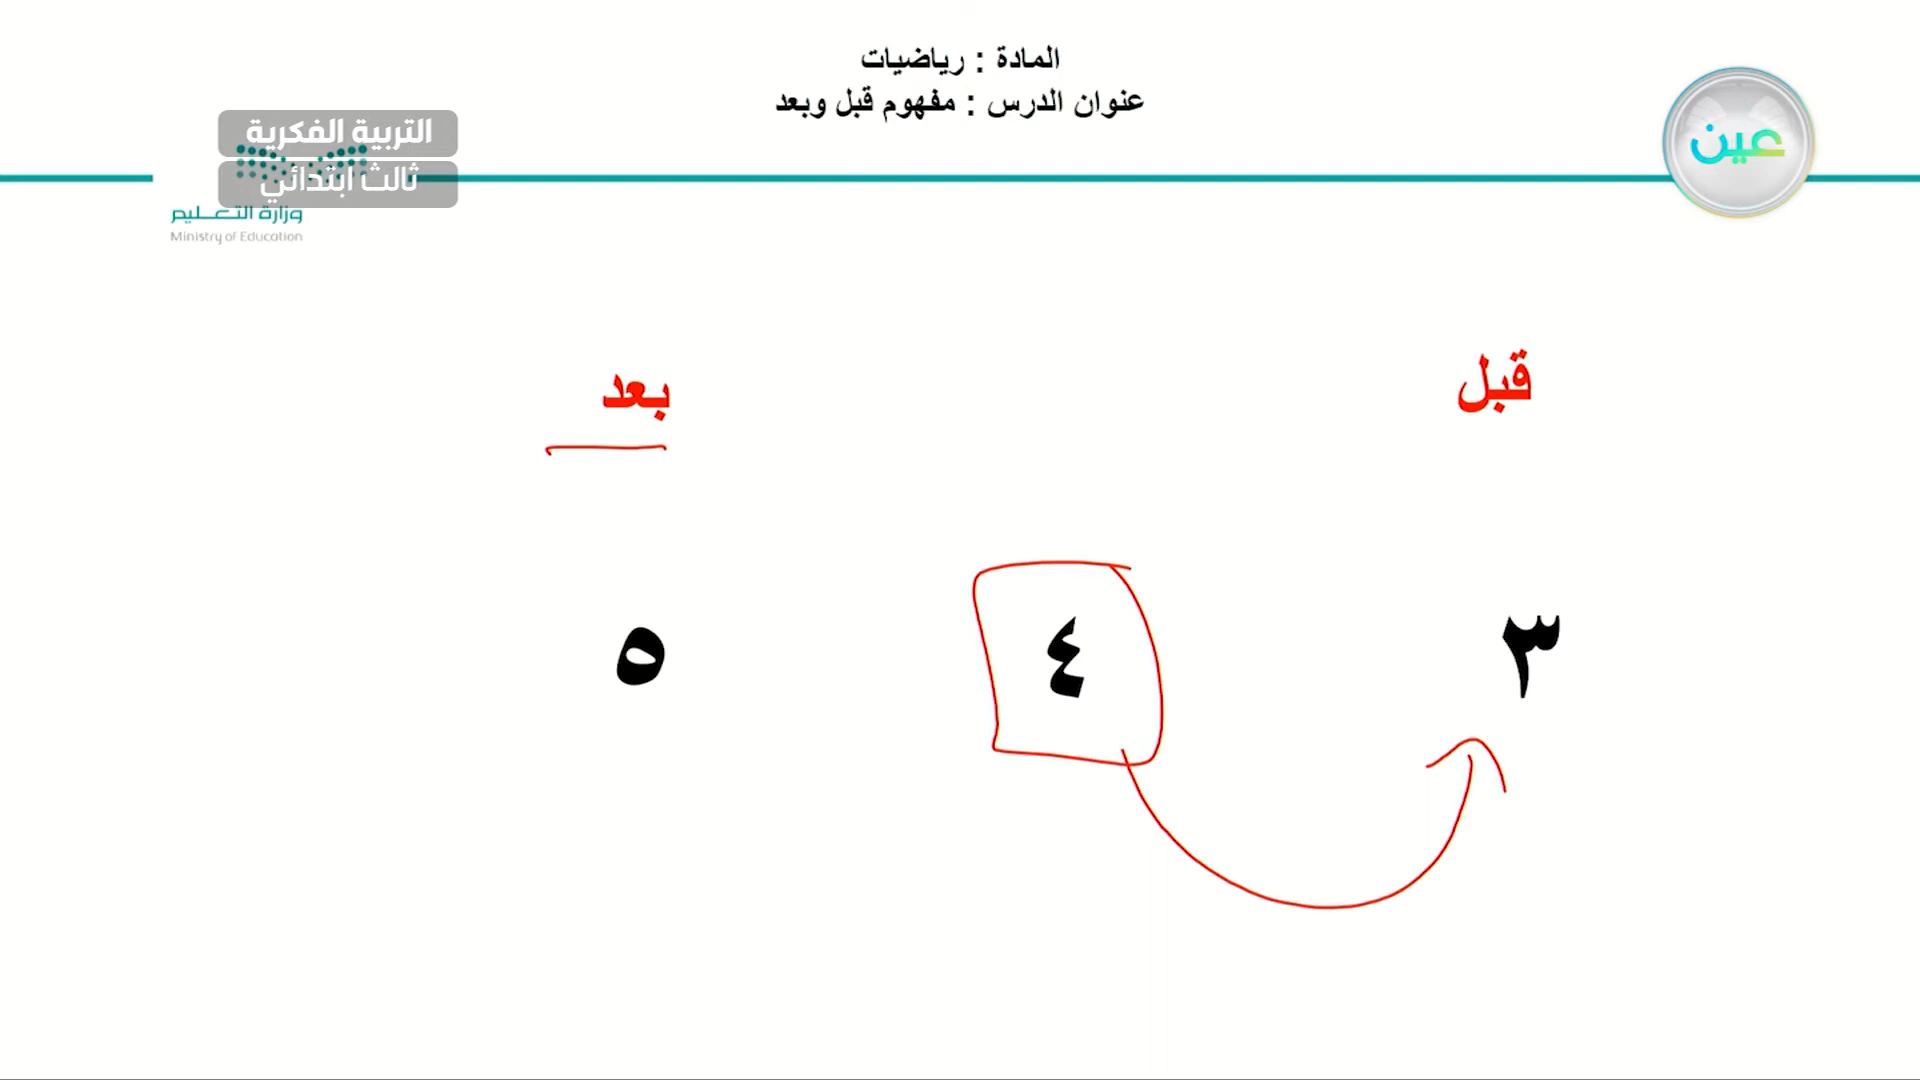 المادة : رياضيات
عنوان الدرس : مفهوم قبل وبعد
عين
التربية الفكرية
ثالث ابتدائي
وزارة التعليم
Ministry of Education
قبل
بعد
٣
٤
٥